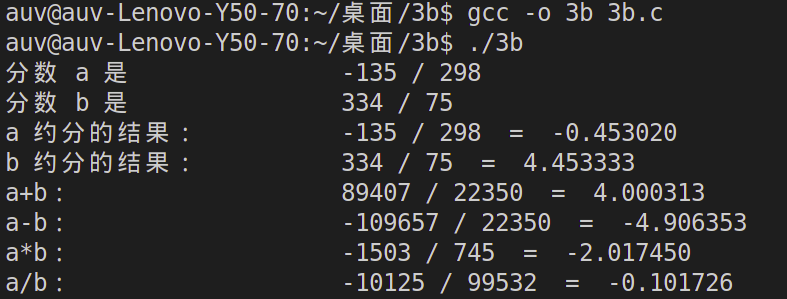 auv@auv-Lenovo-Y50-70:~/桌面/3b$ gcc -o 3b 3b.c
auv@auv-Lenovo-Y50-70:~/桌面/3b$ ./3b
分数 a 是 -135 / 298
分数 b 是 334 / 75
a 约分的结果： -135 / 298 = -0.453020
b 约分的结果： 334 / 75 = 4.453333
a+b： 89407 / 22350 = 4.000313
a-b： -109657 / 22350 = -4.906353
a*b： -1503 / 745 = -2.017450
a/b： -10125 / 99532 = -0.101726